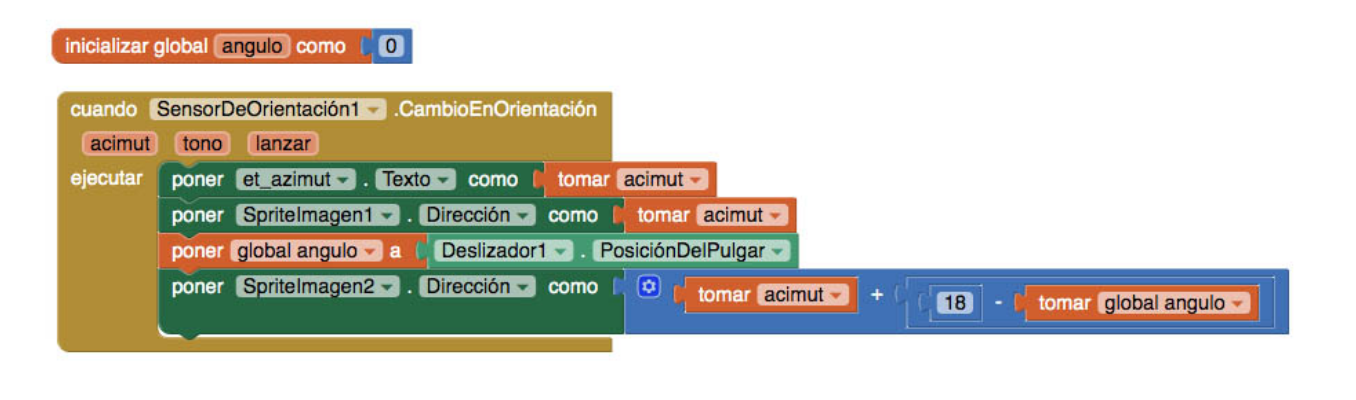 inicializar global angulo como 0
cuando SensorDeOrientación1 .CambioEnOrientación
acimut tono lanzar
ejecutar poner et_azimut . Texto como tomar acimut
poner SpriteImagen1 . Dirección como tomar acimut
poner global angulo a Deslizador1 . PosiciónDelPulgar
poner SpriteImagen2 . Dirección como tomar acimut + 18 - tomar global angulo